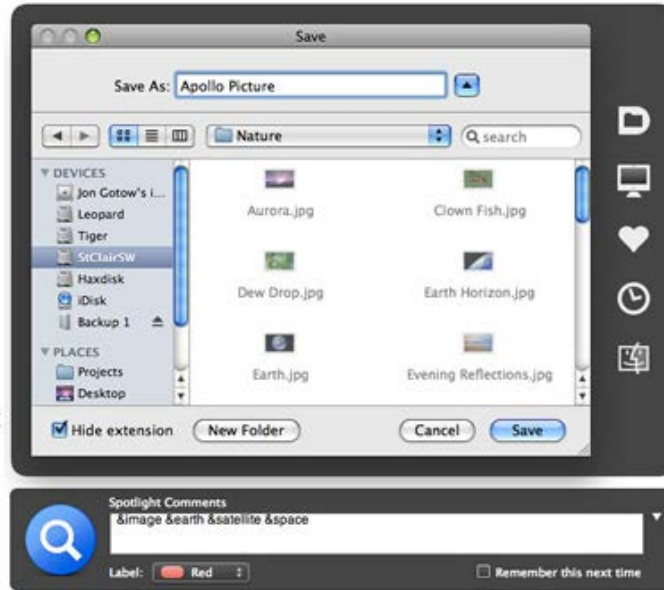 Save
Save As: Apollo Picture
Nature
search
DEVICES
Jon Gotow's i...
Leopard
Tiger
StClairSW
Haxdisk
iDisk
Backup 1
PLACES
Projects
Desktop
Aurora.jpg
Clown Fish.jpg
Dew Drop.jpg
Earth Horizon.jpg
Earth.jpg
Evening Reflections.jpg
Hide extension
New Folder
Cancel
Save
Spotlight Comments
&image &earth &satellite &space
Label: Red
Remember this next time